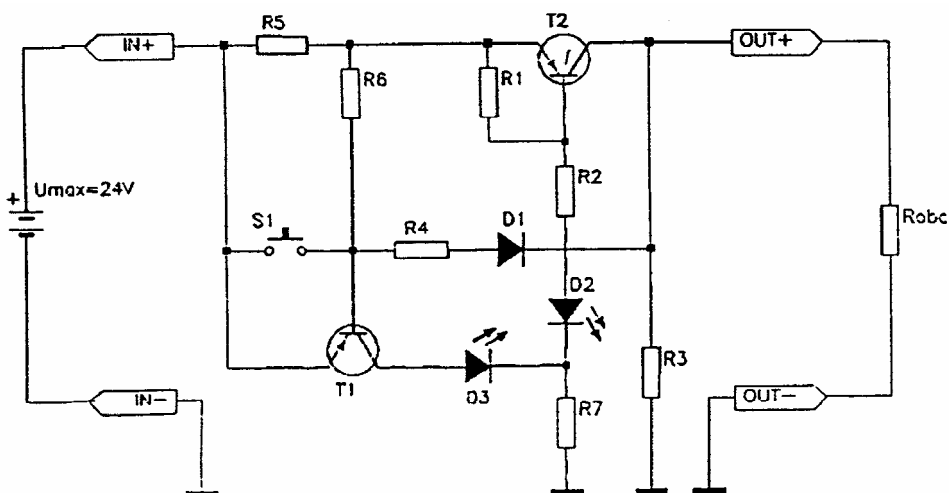 IN+
R5
T2
OUT+
R6
R1
+
Umax=24V
R2
S1
R4
D1
Robc
D2
T1
D3
R3
IN-
R7
OUT-